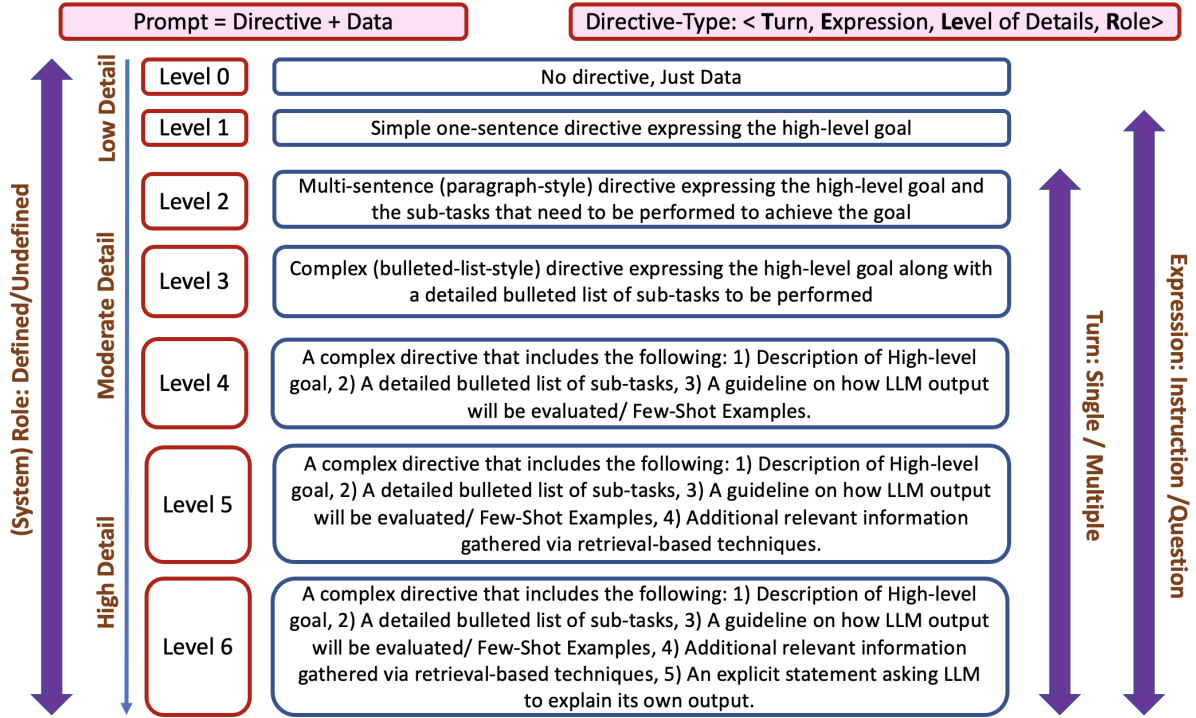 Prompt = Directive + Data
Directive-Type: < Turn, Expression, Level of Details, Role>
(System) Role: Defined/Undefined
Low Detail
Moderate Detail
High Detail
Level 0
No directive, Just Data
Level 1
Simple one-sentence directive expressing the high-level goal
Level 2
Multi-sentence (paragraph-style) directive expressing the high-level goal and
the sub-tasks that need to be performed to achieve the goal
Level 3
Complex (bulleted-list-style) directive expressing the high-level goal along with
a detailed bulleted list of sub-tasks to be performed
Level 4
A complex directive that includes the following: 1) Description of High-level
goal, 2) A detailed bulleted list of sub-tasks, 3) A guideline on how LLM output
will be evaluated/ Few-Shot Examples.
Level 5
A complex directive that includes the following: 1) Description of High-level
goal, 2) A detailed bulleted list of sub-tasks, 3) A guideline on how LLM output
will be evaluated/ Few-Shot Examples, 4) Additional relevant information
gathered via retrieval-based techniques.
Level 6
A complex directive that includes the following: 1) Description of High-level
goal, 2) A detailed bulleted list of sub-tasks, 3) A guideline on how LLM output
will be evaluated/ Few-Shot Examples, 4) Additional relevant information
gathered via retrieval-based techniques, 5) An explicit statement asking LLM
to explain its own output.
Turn: Single / Multiple
Expression: Instruction /Question